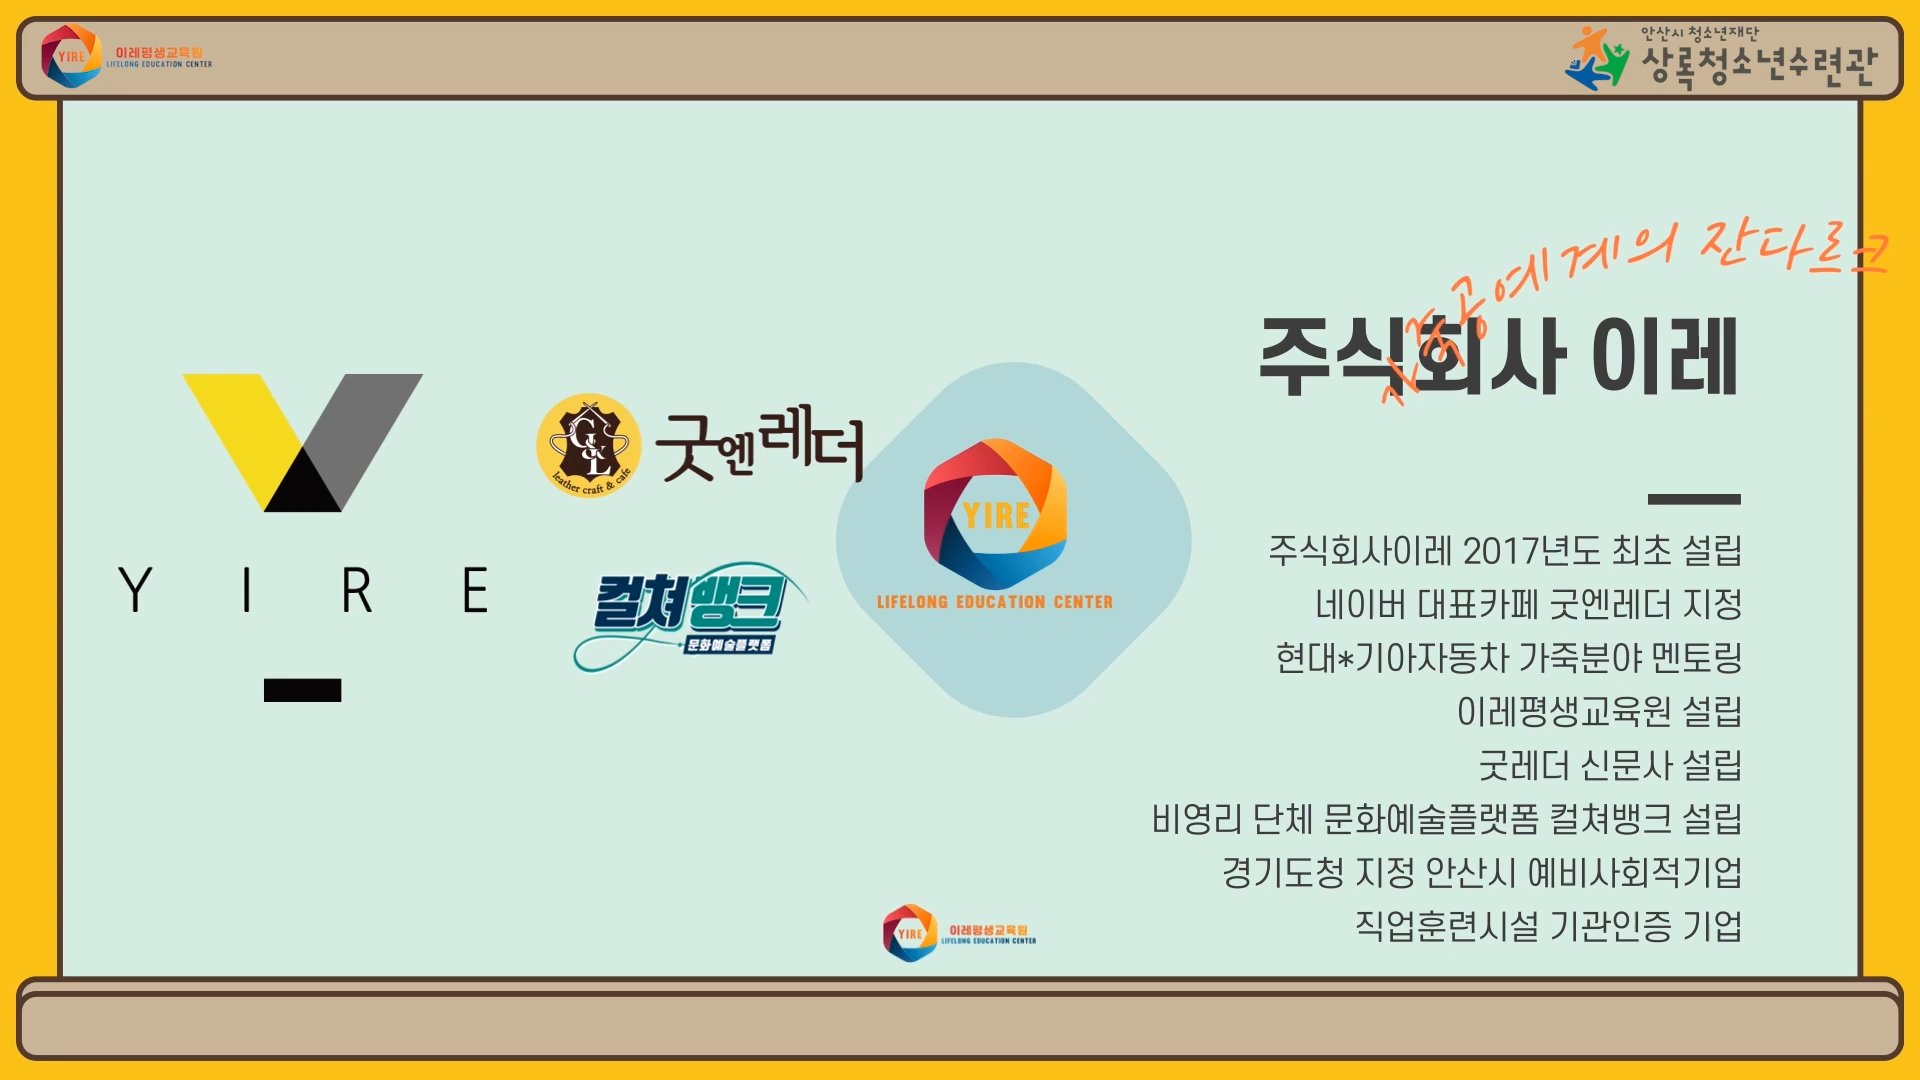 YIRE
이레평생교육원
LIFELONG EDUCATION CENTER
안산시 청소년재단
상록청소년수련관
가죽공예계의 잔다르크
주식회사 이레
YIRE
G&L
leather craft & cafe
굿엔레더
컬쳐뱅크
문화예술플랫폼
YIRE
LIFELONG EDUCATION CENTER
주식회사이레 2017년도 최초 설립
네이버 대표카페 굿엔레더 지정
현대*기아자동차 가죽분야 멘토링
이레평생교육원 설립
굿레더 신문사 설립
비영리 단체 문화예술플랫폼 컬쳐뱅크 설립
경기도청 지정 안산시 예비사회적기업
직업훈련시설 기관인증 기업
YIRE
이레평생교육원
LIFELONG EDUCATION CENTER